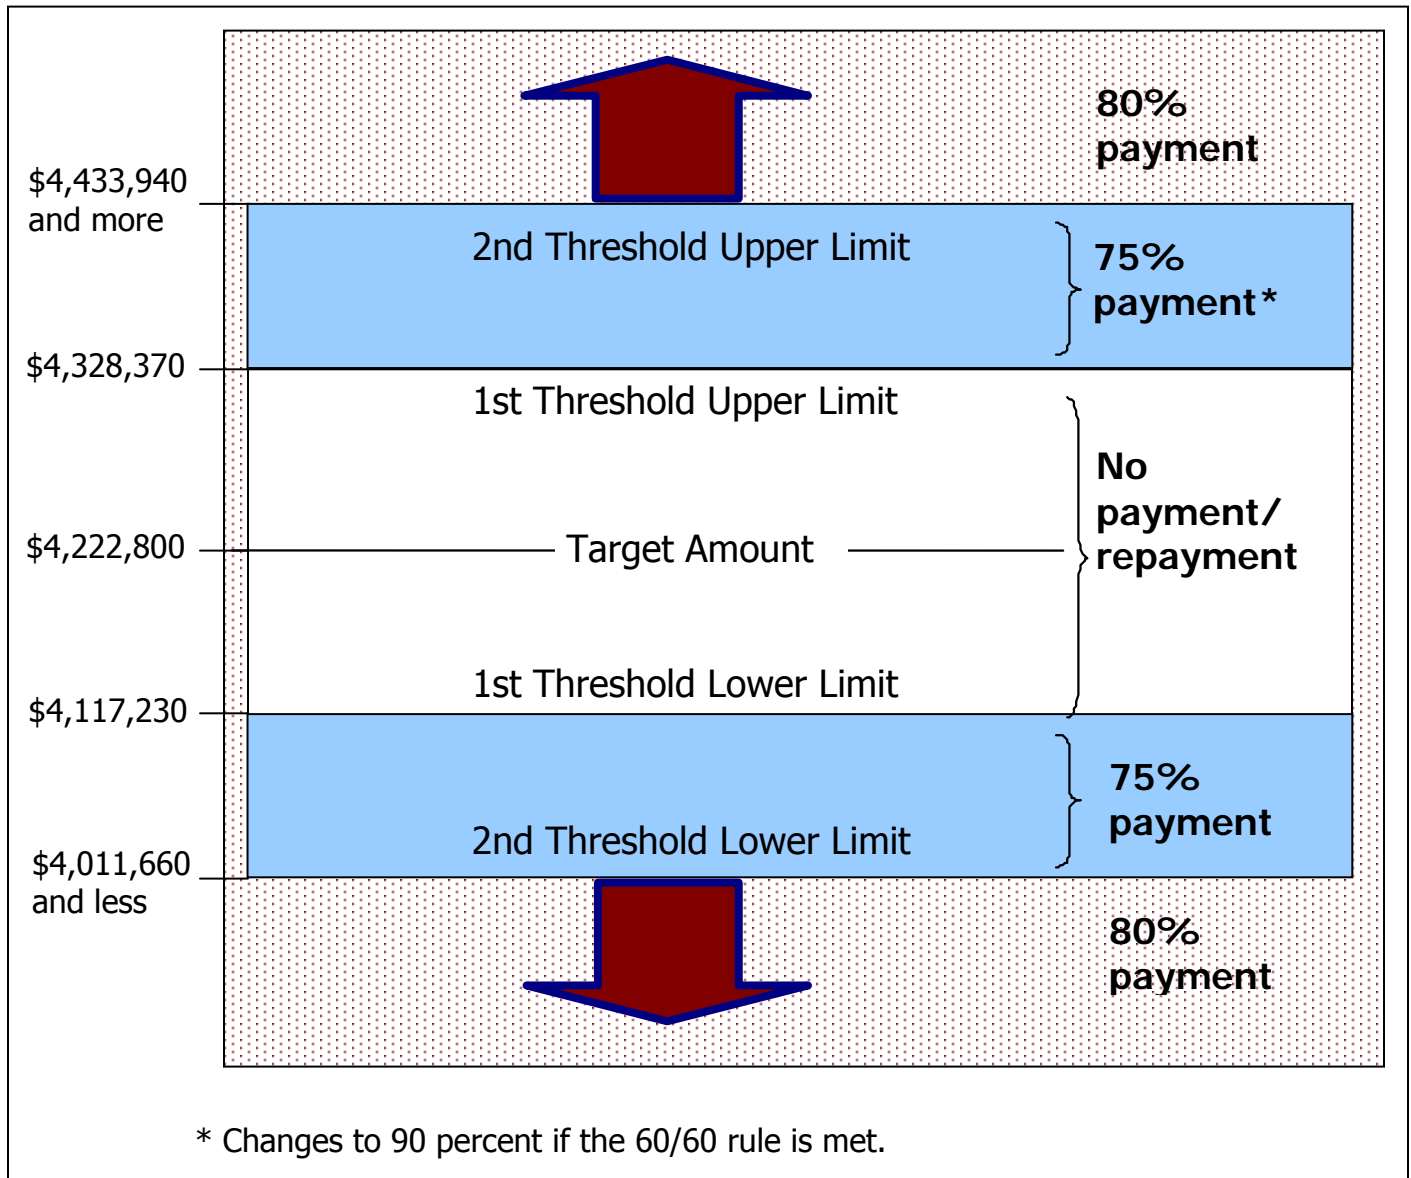 80%
payment
$4,433,940
and more
2nd Threshold Upper Limit
75%
payment*
$4,328,370
1st Threshold Upper Limit
No
payment/
repayment
$4,222,800
Target Amount
1st Threshold Lower Limit
$4,117,230
75%
payment
2nd Threshold Lower Limit
$4,011,660
and less
80%
payment
* Changes to 90 percent if the 60/60 rule is met.